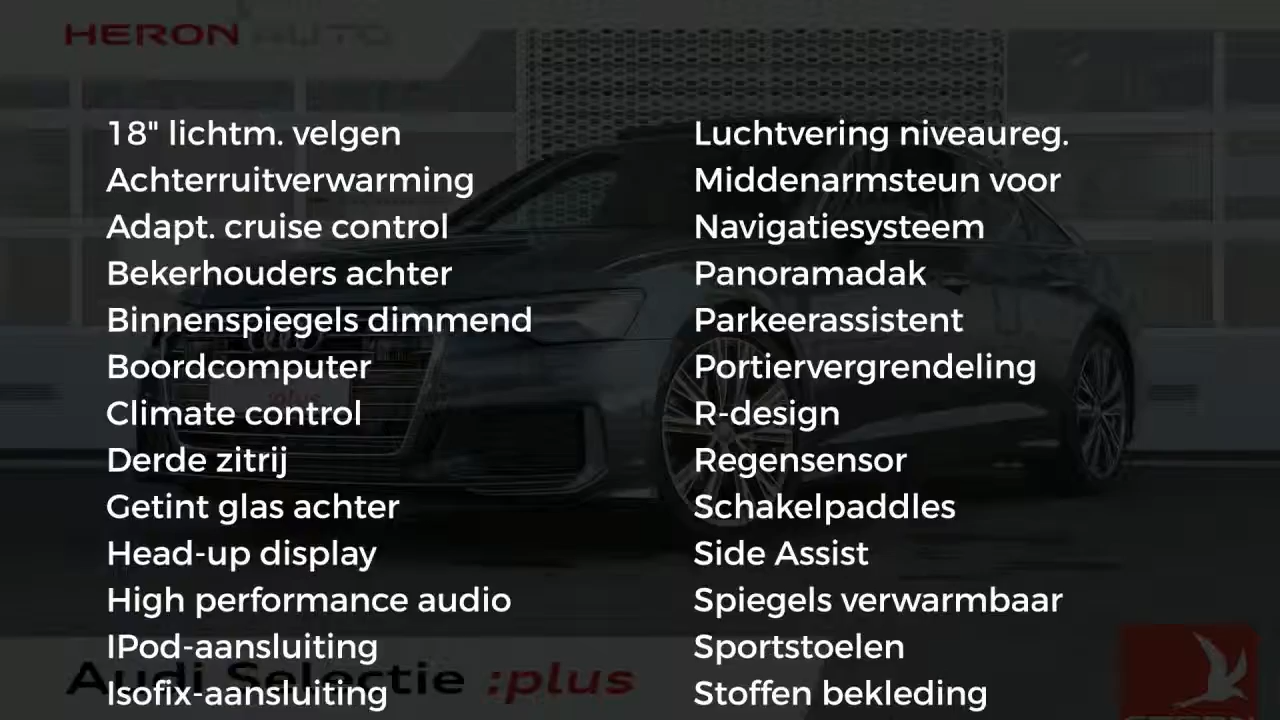 HERON AUTO
18" lichtm. velgen
Achterruitverwarming
Adapt. cruise control
Bekerhouders achter
Binnenspiegels dimmend
Boordcomputer
Climate control
Derde zitrij
Getint glas achter
Head-up display
High performance audio
IPod-aansluiting
Isofix-aansluiting
Luchtvering niveaureg.
Middenarmsteun voor
Navigatiesysteem
Panoramadak
Parkeerassistent
Portiervergrendeling
R-design
Regensensor
Schakelpaddles
Side Assist
Spiegels verwarmbaar
Sportstoelen
Stoffen bekleding
:plus
Audi Selectie :plus